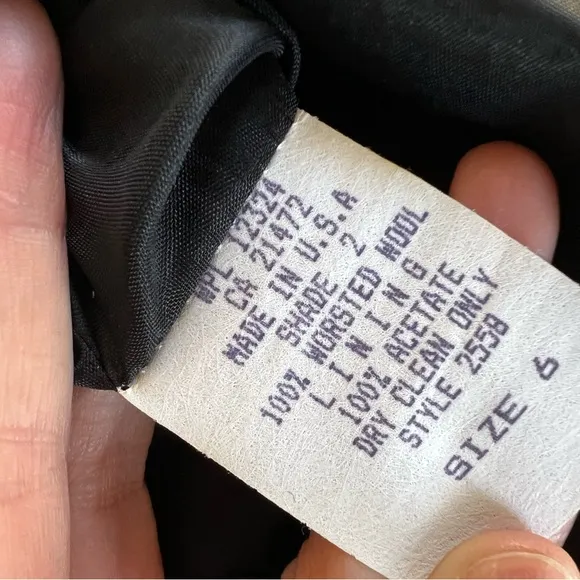 WPL 12324
CA 21472
MADE IN U.S.A
SHADE 2
100% WORSTED WOOL
L I N I N G
100% ACETATE
DRY CLEAN ONLY
STYLE 2558
SIZE 6